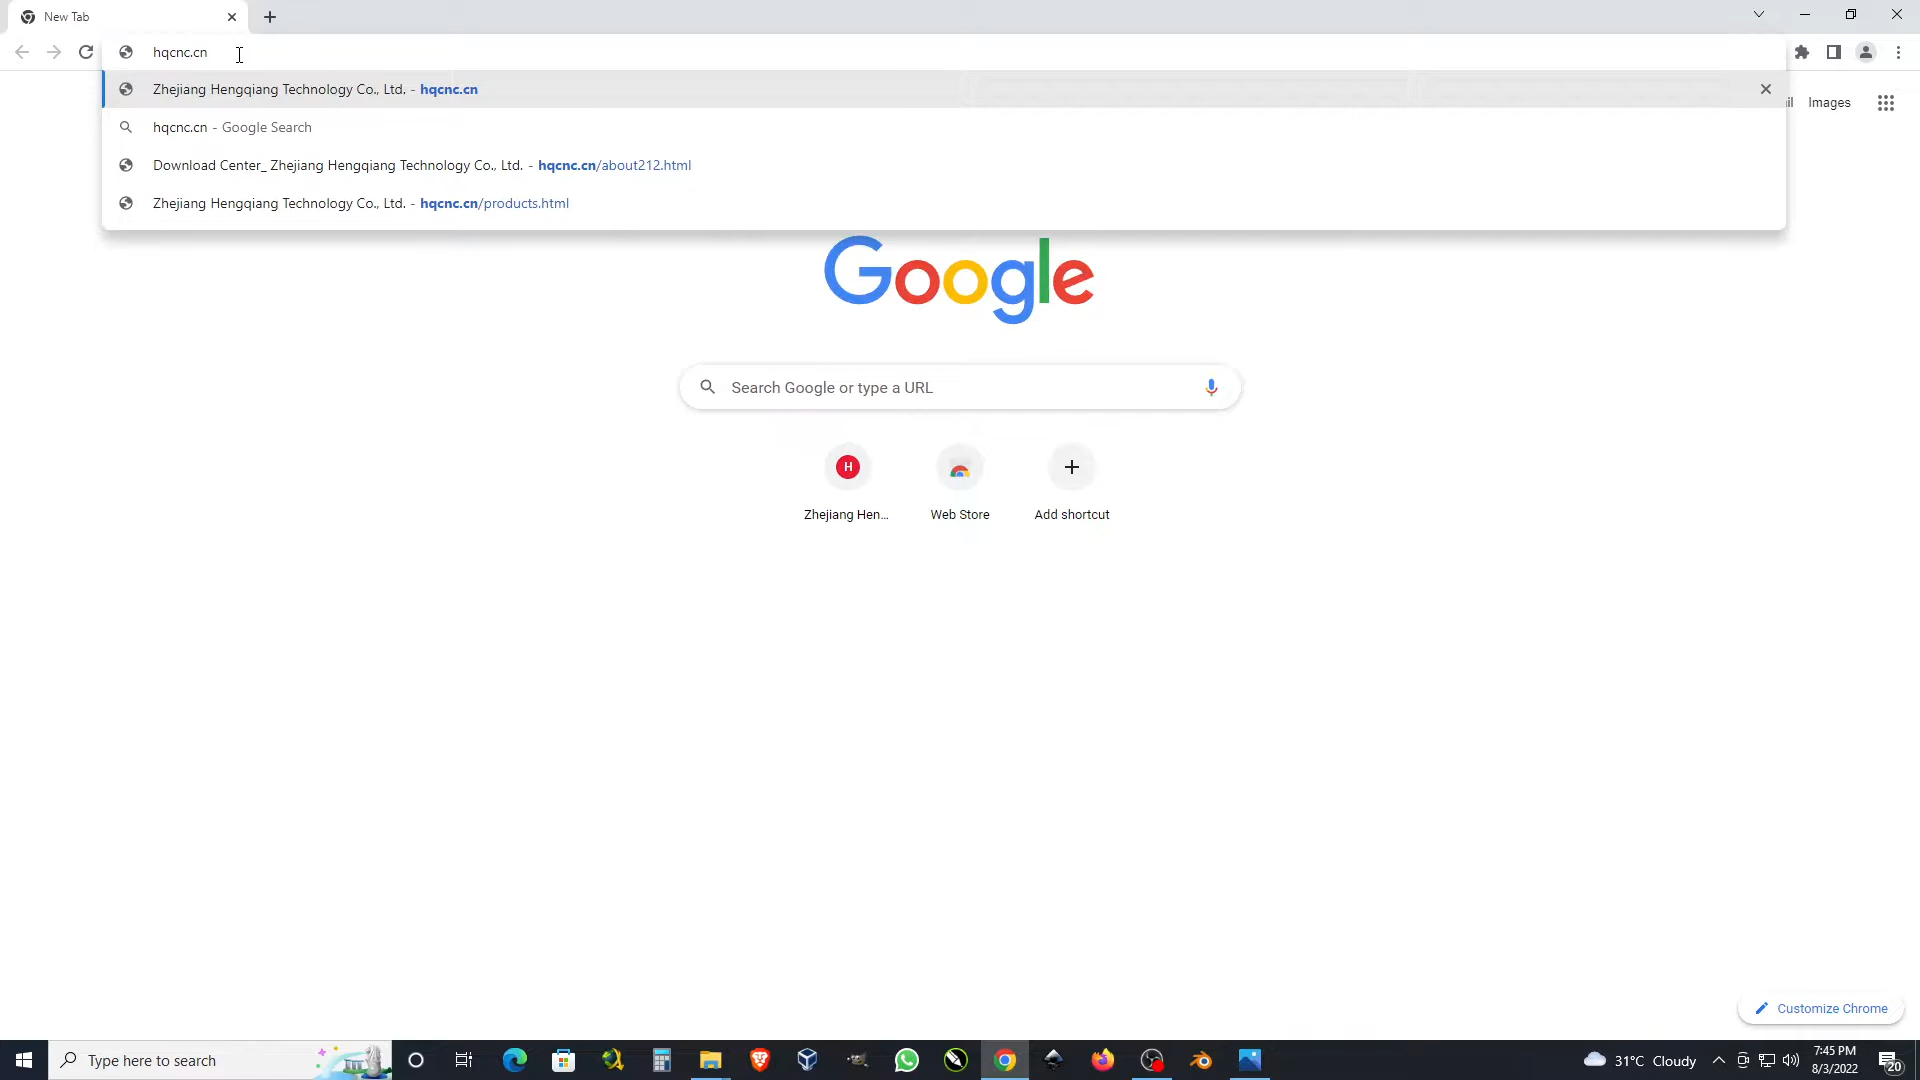 New Tab
hqcnc.cn
Zhejiang Hengqiang Technology Co., Ltd. - hqcnc.cn
hqcnc.cn - Google Search
Download Center_ Zhejiang Hengqiang Technology Co., Ltd. - hqcnc.cn/about212.html
Zhejiang Hengqiang Technology Co., Ltd. - hqcnc.cn/products.html
Images
Google
Search Google or type a URL
H
Zhejiang Hen...
Web Store
Add shortcut
Customize Chrome
Type here to search
31°C Cloudy
7:45 PM
8/3/2022
20